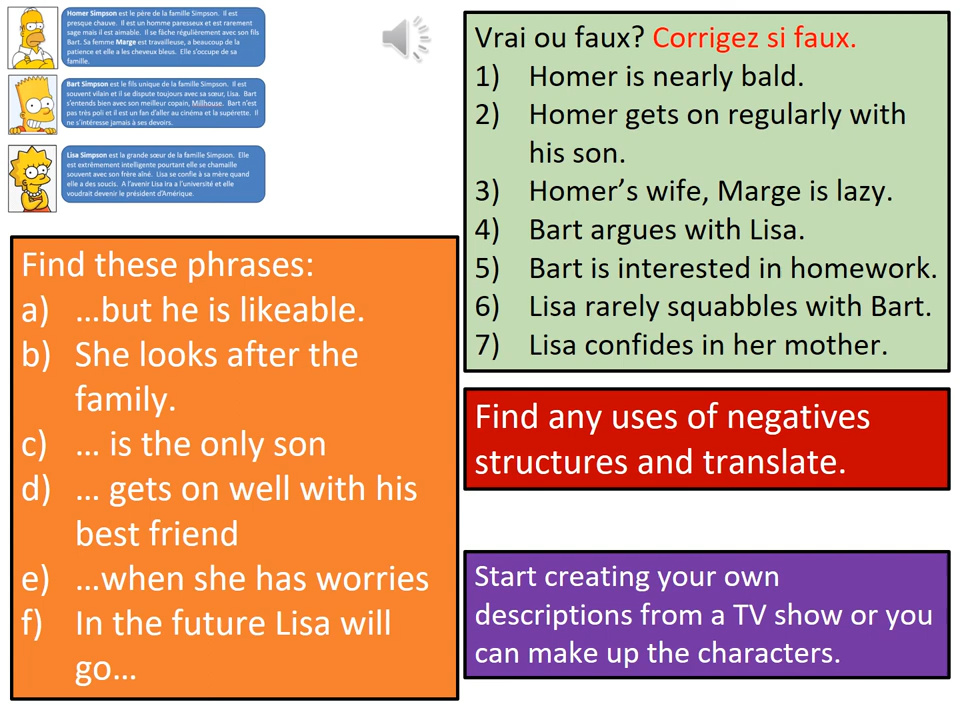 Homer Simpson est le père de la famille Simpson. Il est
presque chauve. Il est un homme paresseux et est rarement
sage mais il est aimable. Il se fâche régulièrement avec son fils
Bart. Sa femme Marge est travailleuse, a beaucoup de la
patience et elle a les cheveux bleus. Elle s'occupe de sa
famille.
Bart Simpson est le fils unique de la famille Simpson. Il est
souvent vilain et il se dispute toujours avec sa sœur, Lisa. Bart
s'entends bien avec son meilleur copain, Millhouse. Bart n'est
pas très poli et il est un fan d'aller au cinéma et la supérette. Il
ne s'intéresse jamais à ses devoirs.
Lisa Simpson est la grande sœur de la famille Simpson. Elle
est extrêmement intelligente pourtant elle se chamaille
souvent avec son frère aîné. Lisa se confie à sa mère quand
elle a des soucis. A l'avenir Lisa ira a l'université et elle
voudrait devenir le président d'Amérique.
Vrai ou faux? Corrigez si faux.
1) Homer is nearly bald.
2) Homer gets on regularly with
his son.
3) Homer's wife, Marge is lazy.
4) Bart argues with Lisa.
5) Bart is interested in homework.
6) Lisa rarely squabbles with Bart.
7) Lisa confides in her mother.
Find these phrases:
a) …but he is likeable.
b) She looks after the
family.
c) … is the only son
d) … gets on well with his
best friend
e) …when she has worries
f) In the future Lisa will
go…
Find any uses of negatives
structures and translate.
Start creating your own
descriptions from a TV show or you
can make up the characters.